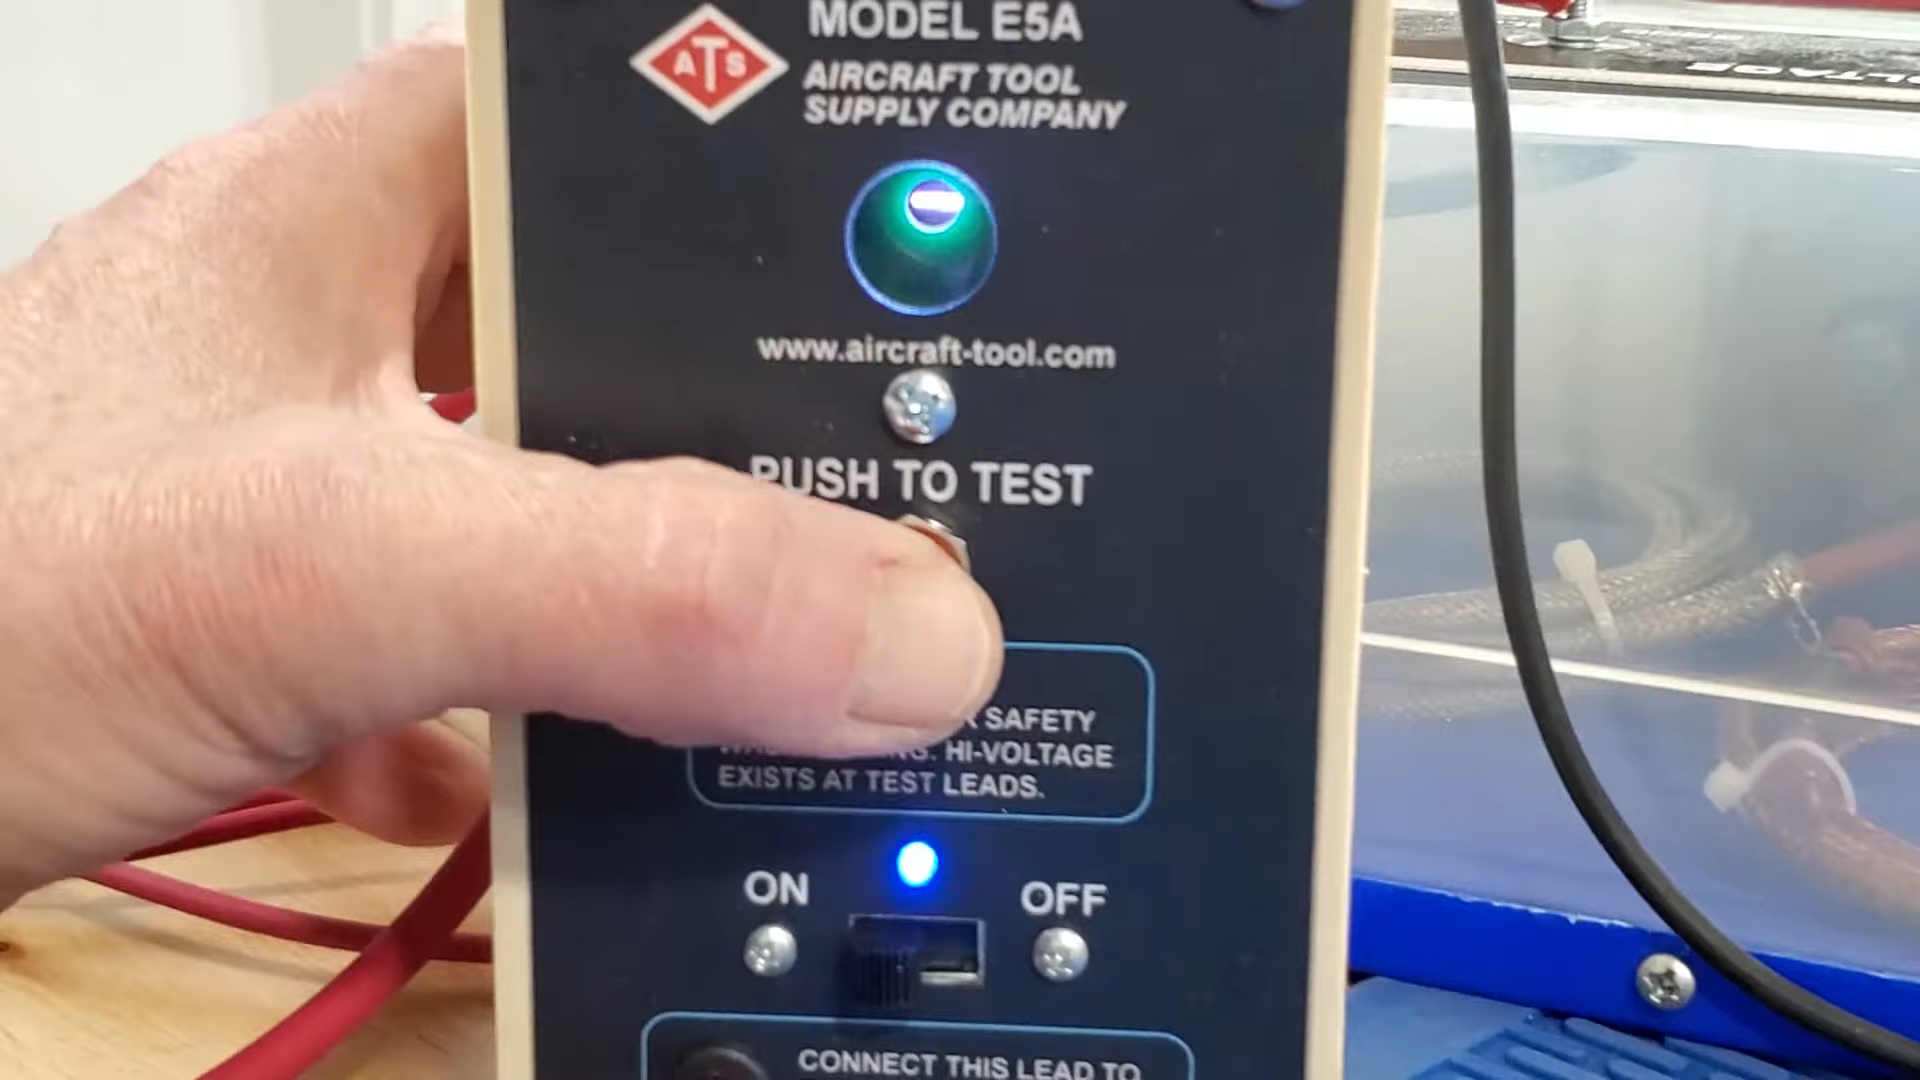 MODEL E5A
ATS
AIRCRAFT TOOL
SUPPLY COMPANY
www.aircraft-tool.com
PUSH TO TEST
SAFETY
HI-VOLTAGE
EXISTS AT TEST LEADS.
ON
OFF
CONNECT THIS LEAD TO